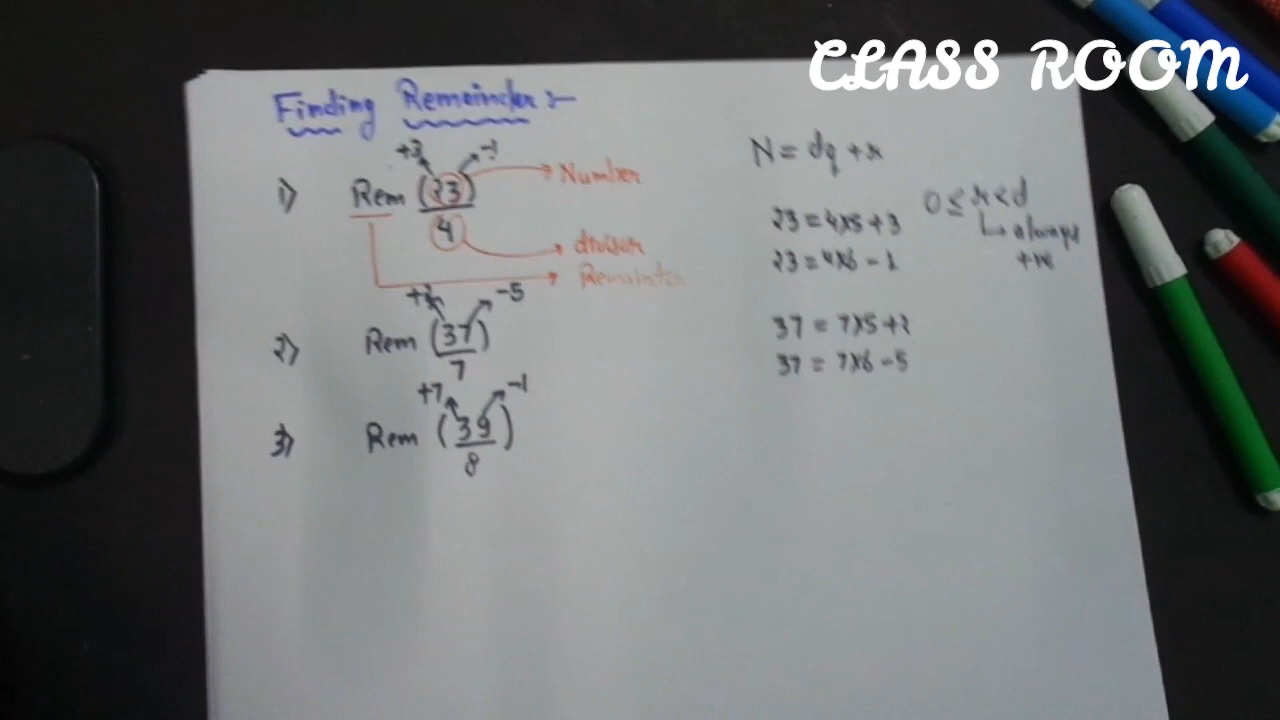 CLASS ROOM
Finding Remainder :-
+3 -1
1) Rem (23) Number
4 divisor
Remainder
+2 -5
2) Rem (37)
7
+7 -1
3) Rem (39)
8
N = dq + r
0 ≤ r < d
always
+ve
23 = 4×5 + 3
23 = 4×6 - 1
37 = 7×5 + 2
37 = 7×6 - 5